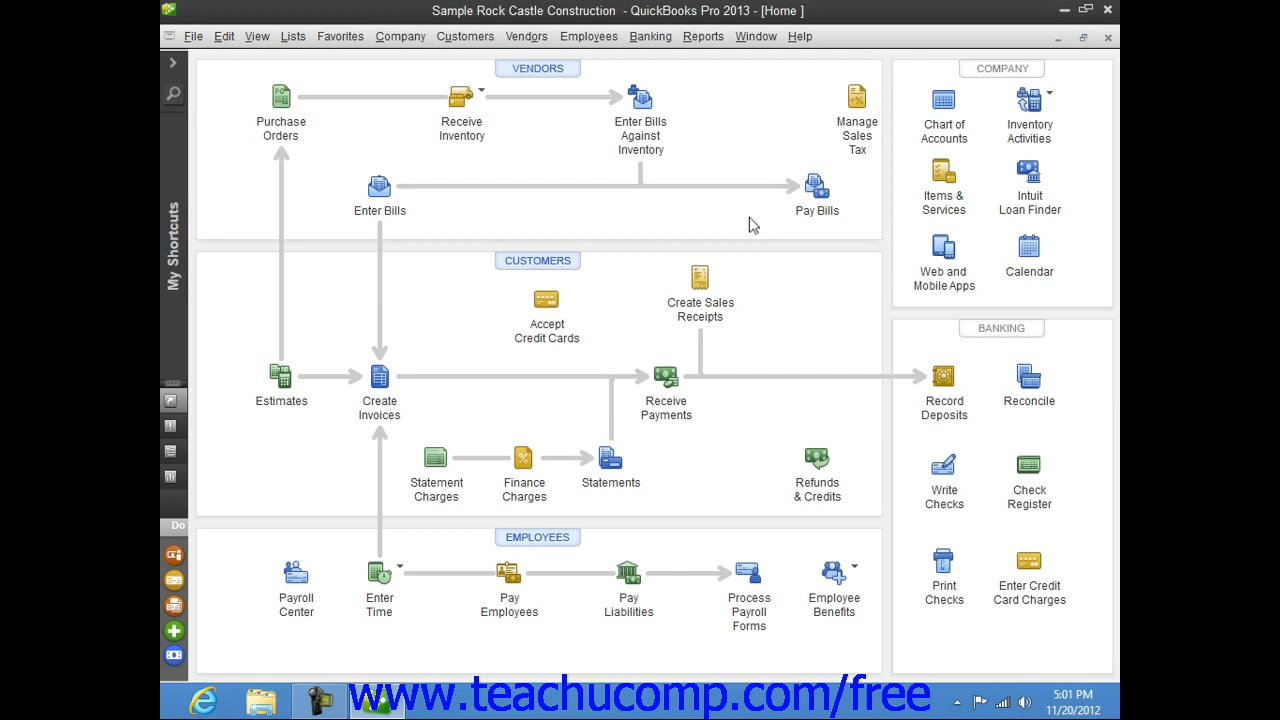 Sample Rock Castle Construction - QuickBooks Pro 2013 - [Home ]
File Edit View Lists Favorites Company Customers Vendors Employees Banking Reports Window Help
My Shortcuts
Do
VENDORS
Purchase
Orders
Receive
Inventory
Enter Bills
Against
Inventory
Manage
Sales
Tax
Enter Bills
Pay Bills
CUSTOMERS
Accept
Credit Cards
Create Sales
Receipts
Estimates
Create
Invoices
Receive
Payments
Statement
Charges
Finance
Charges
Statements
Refunds
& Credits
EMPLOYEES
Payroll
Center
Enter
Time
Pay
Employees
Pay
Liabilities
Process
Payroll
Forms
Employee
Benefits
COMPANY
Chart of
Accounts
Inventory
Activities
Items &
Services
Intuit
Loan Finder
Web and
Mobile Apps
Calendar
BANKING
Record
Deposits
Reconcile
Write
Checks
Check
Register
Print
Checks
Enter Credit
Card Charges
www.teachucomp.com/free
5:01 PM
11/20/2012